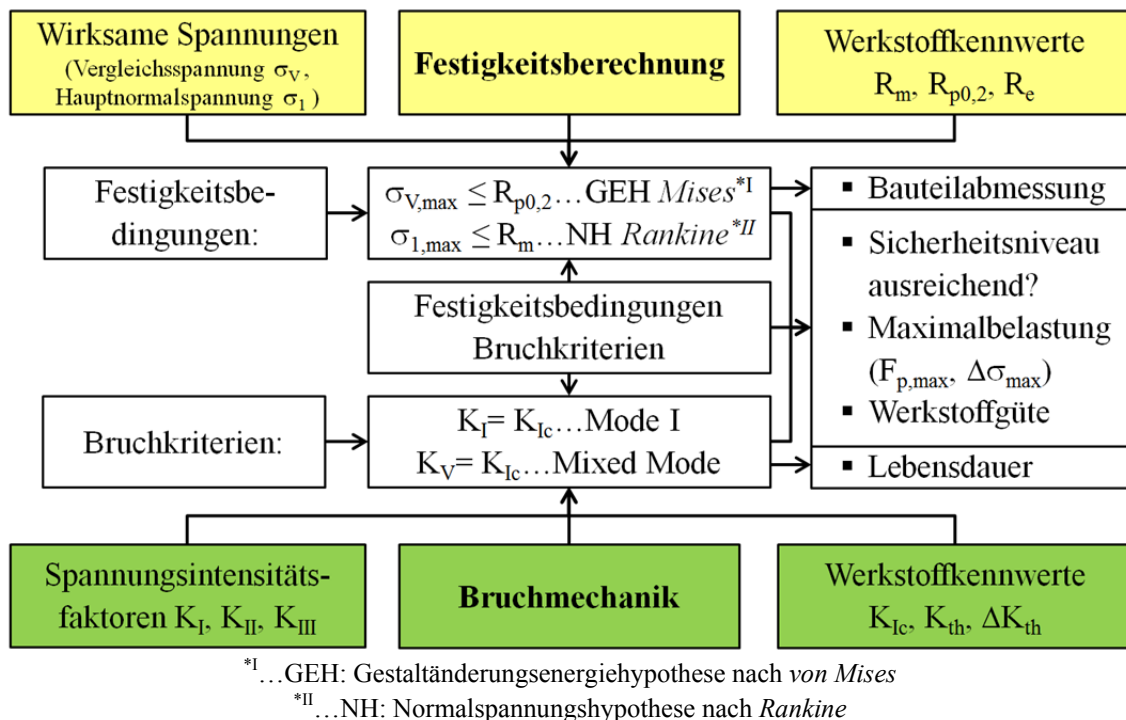 Wirksame Spannungen
(Vergleichsspannung σV,
Hauptnormalspannung σ1 )
Festigkeitsberechnung
Werkstoffkennwerte
Rm, Rp0,2, Re
Festigkeitsbe-
dingungen:
σV,max ≤ Rp0,2…GEH Mises*I
σ1,max ≤ Rm…NH Rankine*II
Festigkeitsbedingungen
Bruchkriterien
Bruchkriterien:
KI= KIc…Mode I
KV= KIc…Mixed Mode
▪ Bauteilabmessung
▪ Sicherheitsniveau
ausreichend?
▪ Maximalbelastung
(Fp,max, Δσmax)
▪ Werkstoffgüte
▪ Lebensdauer
Spannungsintensitäts-
faktoren KI, KII, KIII
Bruchmechanik
Werkstoffkennwerte
KIc, Kth, ΔKth
*I…GEH: Gestaltänderungsenergiehypothese nach von Mises
*II…NH: Normalspannungshypothese nach Rankine